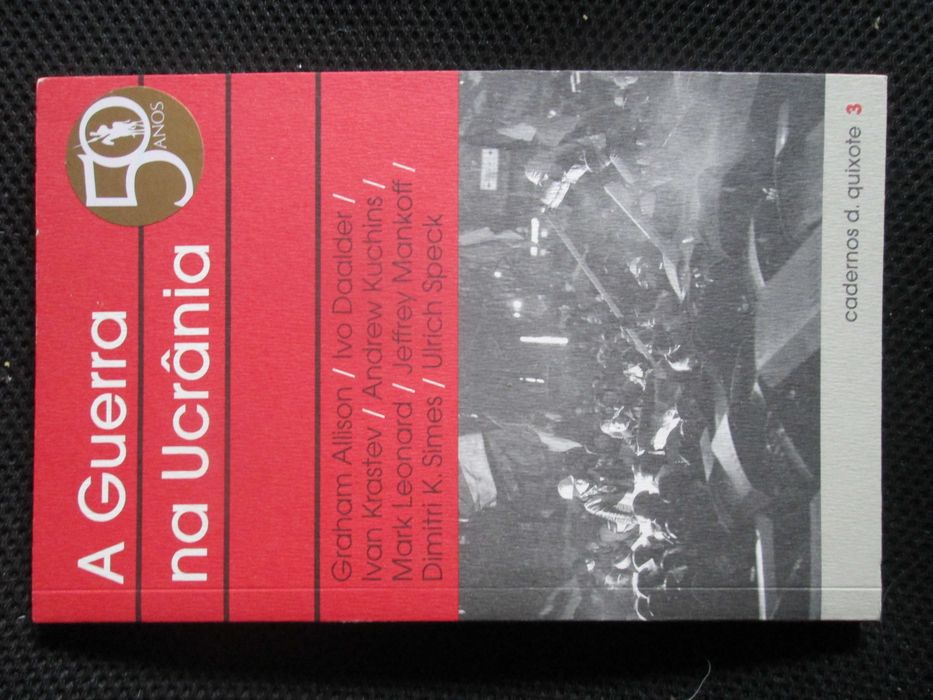 50
ANOS
A Guerra
na Ucrânia
Graham Allison / Ivo Daalder /
Ivan Krastev / Andrew Kuchins /
Mark Leonard / Jeffrey Mankoff /
Dimitri K. Simes / Ulrich Speck
cadernos d. quixote 3